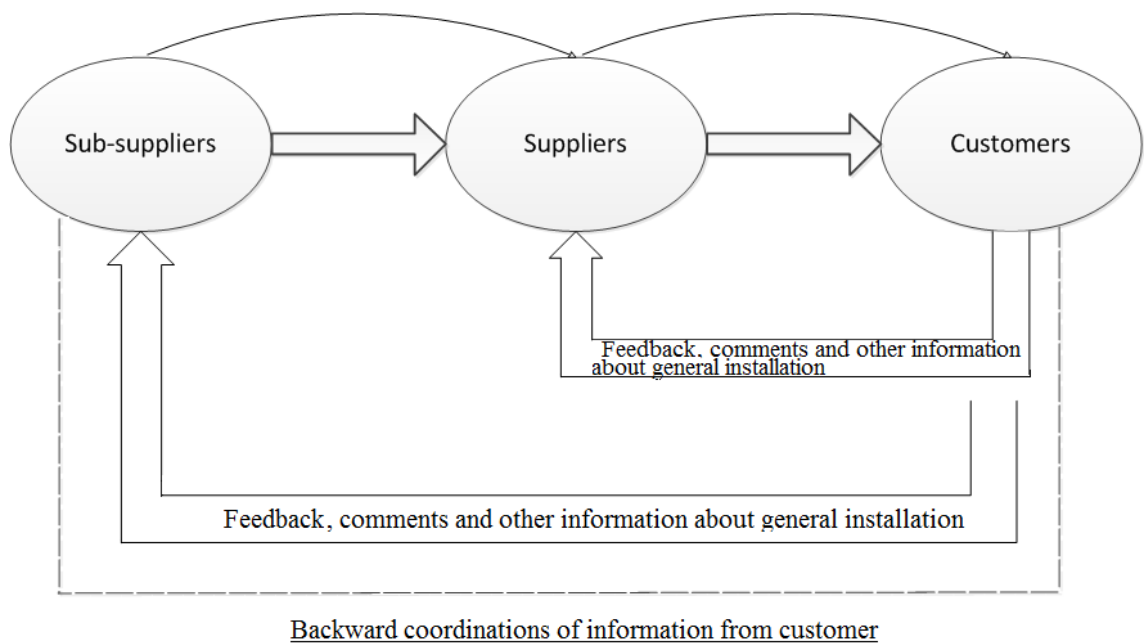 Sub-suppliers
Suppliers
Customers
Feedback, comments and other information
about general installation
Feedback, comments and other information about general installation
Backward coordinations of information from customer